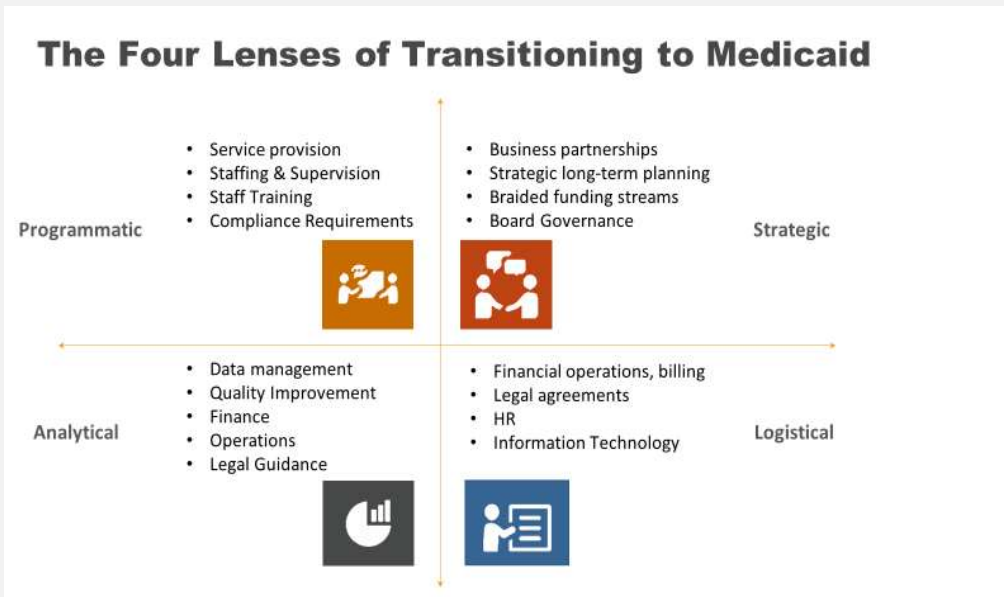 The Four Lenses of Transitioning to Medicaid
• Service provision
• Staffing & Supervision
• Staff Training
• Compliance Requirements
Programmatic
• Business partnerships
• Strategic long-term planning
• Braided funding streams
• Board Governance
Strategic
• Data management
• Quality Improvement
• Finance
• Operations
• Legal Guidance
Analytical
• Financial operations, billing
• Legal agreements
• HR
• Information Technology
Logistical